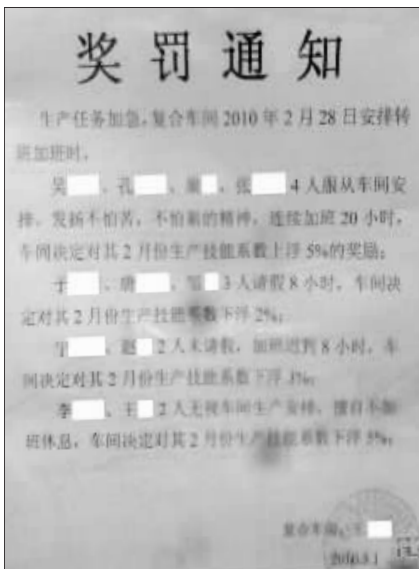 奖罚通知
生产任务加急,复合车间2010年2月28日安排转
班加班时,
吴、孔、、张4人服从车间安
排,发扬不怕苦,不怕累的精神,连续加班20小时,
车间决定对其2月份生产技能系数上浮5%的奖励;
于、唐、3人请假8小时,车间决
定对其2月份生产技能系数下浮2%;
、赵2人未请假,加班迟到8小时,车
间决定对其2月份生产技能系数下浮3%;
李、王2人无视车间生产安排,擅自不加
班休息,车间决定对其2月份生产技能系数下浮5%;
复合车间:王
2010.3.1